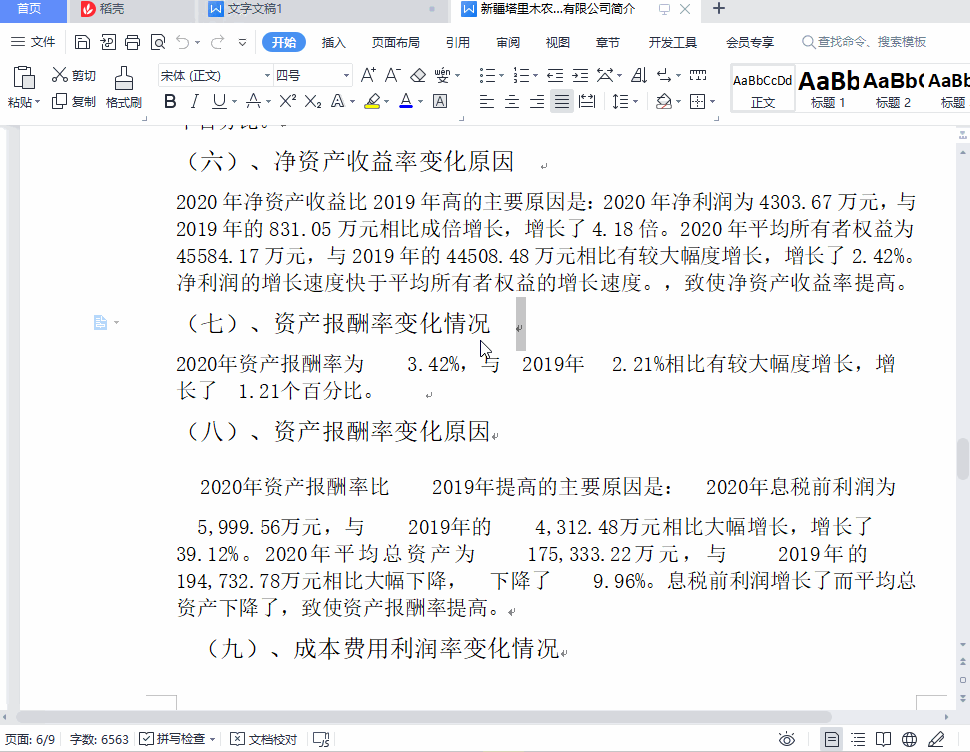 首页 稻壳 文字文稿1 新疆塔里木农...有限公司简介 +
文件 开始 插入 页面布局 引用 审阅 视图 章节 开发工具 会员专享 查找命令、搜索模板
粘贴 剪切 复制 格式刷 宋体 (正文) 四号 AaBbCcDd 正文 AaBb 标题 1 AaBb( 标题 2 AaBb 标题
个百分比。
（六）、净资产收益率变化原因
2020 年净资产收益比 2019 年高的主要原因是：2020 年净利润为 4303.67 万元，与
2019 年的 831.05 万元相比成倍增长，增长了 4.18 倍。2020 年平均所有者权益为
45584.17 万元，与 2019 年的 44508.48 万元相比有较大幅度增长，增长了 2.42%。
净利润的增长速度快于平均所有者权益的增长速度。，致使净资产收益率提高。
（七）、资产报酬率变化情况
2020年资产报酬率为 3.42%，与 2019年 2.21%相比有较大幅度增长，增
长了 1.21个百分比。
（八）、资产报酬率变化原因
2020年资产报酬率比 2019年提高的主要原因是： 2020年息税前利润为
5,999.56万元，与 2019年的 4,312.48万元相比大幅增长，增长了
39.12%。2020年平均总资产为 175,333.22万元，与 2019年的
194,732.78万元相比大幅下降， 下降了 9.96%。息税前利润增长了而平均总
资产下降了，致使资产报酬率提高。
（九）、成本费用利润率变化情况
页面: 6/9 字数: 6563 拼写检查 文档校对